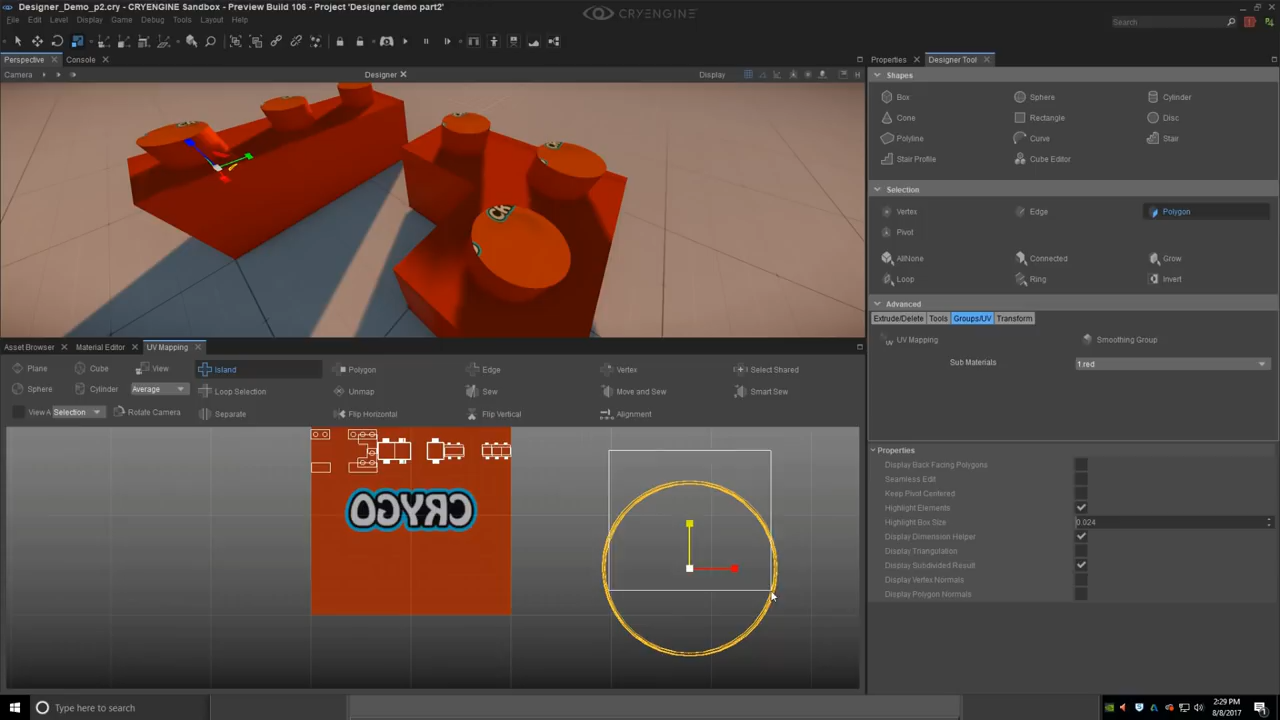 Designer_Demo_p2.cry - CRYENGINE Sandbox - Preview Build 106 - Project 'Designer demo part2'
CRYENGINE
File Edit Level Display Game Debug Tools Layout Help
Search
Perspective Console
Camera
Designer
Display
Properties Designer Tool
Shapes
Box Sphere Cylinder
Cone Rectangle Disc
Polyline Curve Stair
Stair Profile Cube Editor
Selection
Vertex Edge Polygon
Pivot
AllNone Connected Grow
Loop Ring Invert
Advanced
Extrude/Delete Tools Groups/UV Transform
UV Mapping Smoothing Group
Sub Materials 1.red
Asset Browser Material Editor UV Mapping
Plane Cube View Island Polygon Edge Vertex Select Shared
Sphere Cylinder Average Loop Selection Unmap Sew Move and Sew Smart Sew
View A Selection Rotate Camera Separate Flip Horizontal Flip Vertical Alignment
CRYGO
Properties
Display Back Facing Polygons
Seamless Edit
Keep Pivot Centered
Highlight Elements
Highlight Box Size 0.024
Display Dimension Helper
Display Triangulation
Display Subdivided Result
Display Vertex Normals
Display Polygon Normals
Type here to search
2:29 PM
8/8/2017